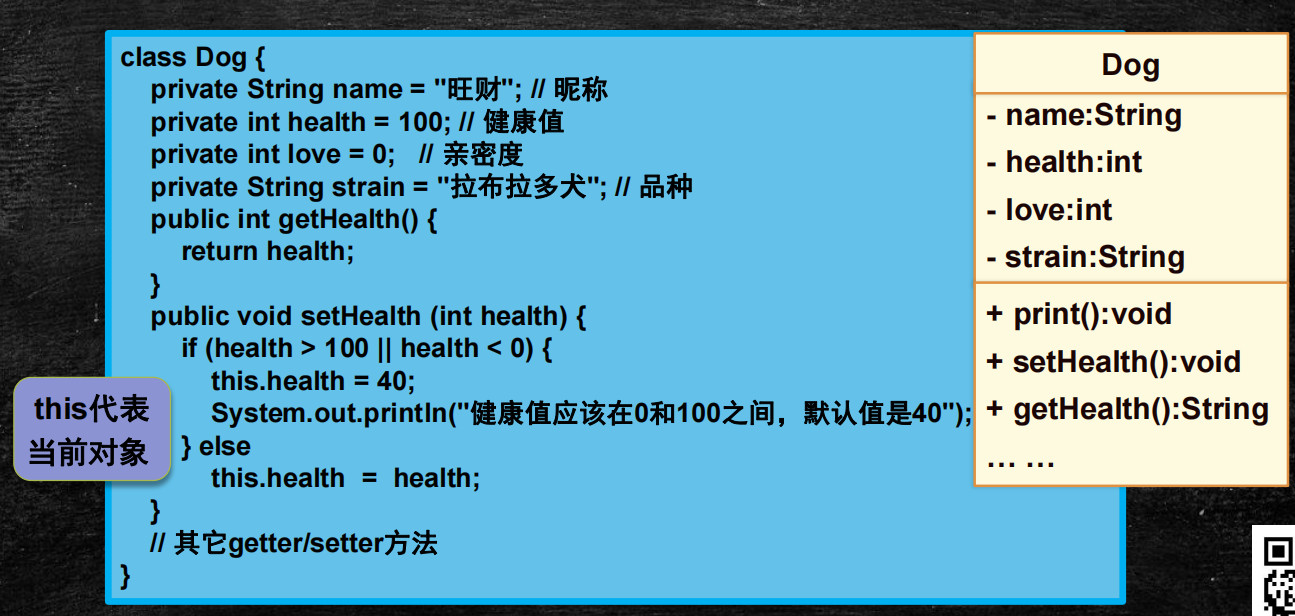 class Dog {
private String name = "旺财"; // 昵称
private int health = 100; // 健康值
private int love = 0; // 亲密度
private String strain = "拉布拉多犬"; // 品种
public int getHealth() {
return health;
}
public void setHealth (int health) {
if (health > 100 || health < 0) {
this.health = 40;
System.out.println("健康值应该在0和100之间，默认值是40");
} else
this.health = health;
}
// 其它getter/setter方法
}
this代表
当前对象
Dog
- name:String
- health:int
- love:int
- strain:String
+ print():void
+ setHealth():void
+ getHealth():String
… …